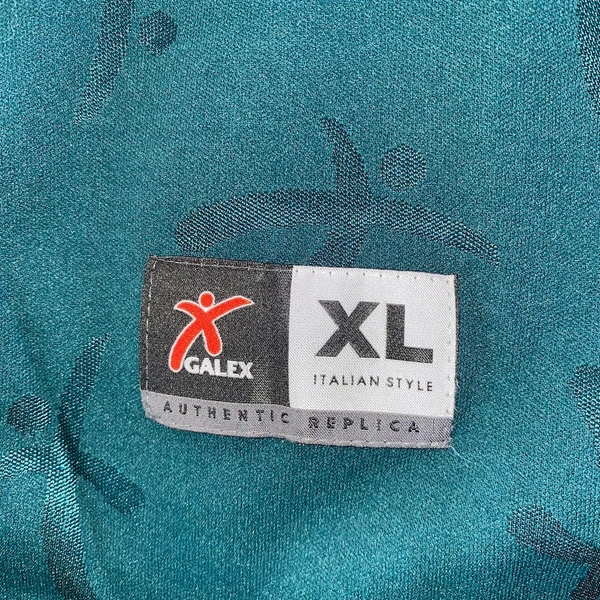 GALEX
XL
ITALIAN STYLE
AUTHENTIC REPLICA